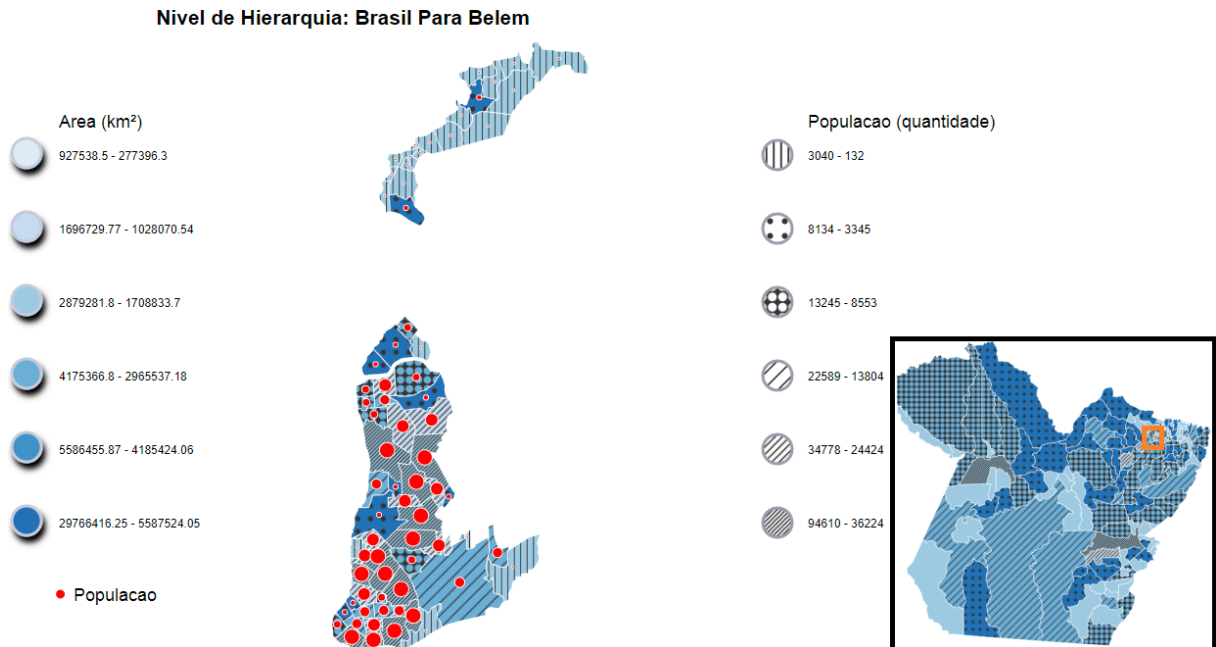 Nivel de Hierarquia: Brasil Para Belem
Area (km²)
927538.5 - 277396.3
1696729.77 - 1028070.54
2879281.8 - 1708833.7
4175366.8 - 2965537.18
5586455.87 - 4185424.06
29766416.25 - 5587524.05
Populacao
Populacao (quantidade)
3040 - 132
8134 - 3345
13245 - 8553
22589 - 13804
34778 - 24424
94610 - 36224